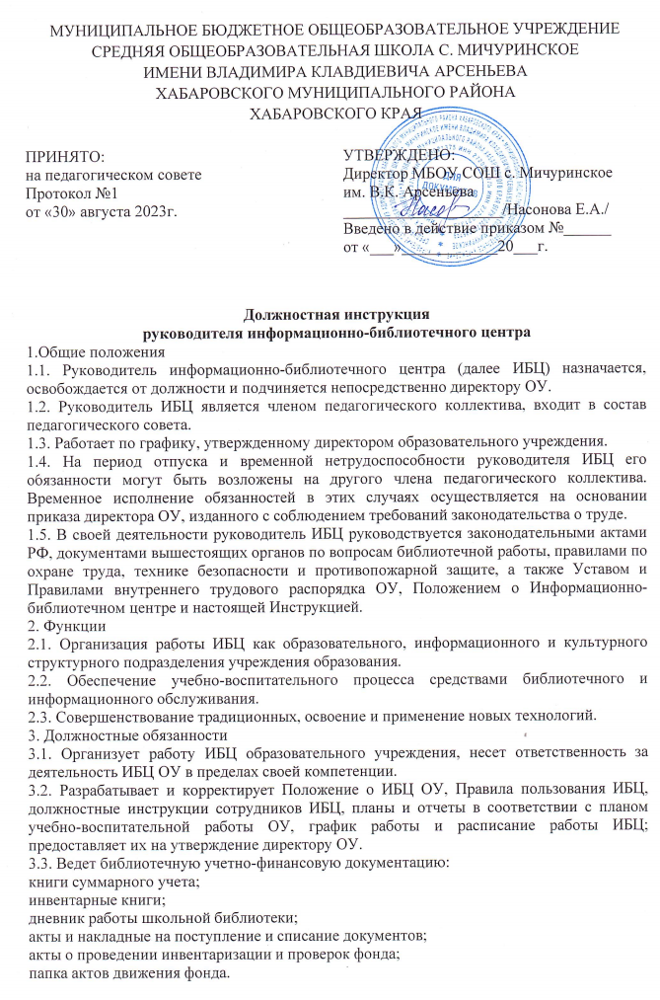 МУНИЦИПАЛЬНОЕ БЮДЖЕТНОЕ ОБЩЕОБРАЗОВАТЕЛЬНОЕ УЧРЕЖДЕНИЕ
СРЕДНЯЯ ОБЩЕОБРАЗОВАТЕЛЬНАЯ ШКОЛА С. МИЧУРИНСКОЕ
ИМЕНИ ВЛАДИМИРА КЛАВДИЕВИЧА АРСЕНЬЕВА
ХАБАРОВСКОГО МУНИЦИПАЛЬНОГО РАЙОНА
ХАБАРОВСКОГО КРАЯ
ПРИНЯТО:
на педагогическом совете
Протокол №1
от «30» августа 2023г.
УТВЕРЖДЕНО:
Директор МБОУ СОШ с. Мичуринское
им. В.К. Арсеньева
____________________/Насонова Е.А./
Введено в действие приказом №______
от «___»____________20___г.
ДЛЯ
ДОКУМЕНТОВ
Должностная инструкция
руководителя информационно-библиотечного центра
1.Общие положения
1.1. Руководитель информационно-библиотечного центра (далее ИБЦ) назначается,
освобождается от должности и подчиняется непосредственно директору ОУ.
1.2. Руководитель ИБЦ является членом педагогического коллектива, входит в состав
педагогического совета.
1.3. Работает по графику, утвержденному директором образовательного учреждения.
1.4. На период отпуска и временной нетрудоспособности руководителя ИБЦ его
обязанности могут быть возложены на другого члена педагогического коллектива.
Временное исполнение обязанностей в этих случаях осуществляется на основании
приказа директора ОУ, изданного с соблюдением требований законодательства о труде.
1.5. В своей деятельности руководитель ИБЦ руководствуется законодательными актами
РФ, документами вышестоящих органов по вопросам библиотечной работы, правилами по
охране труда, технике безопасности и противопожарной защите, а также Уставом и
Правилами внутреннего трудового распорядка ОУ, Положением о Информационно-
библиотечном центре и настоящей Инструкцией.
2. Функции
2.1. Организация работы ИБЦ как образовательного, информационного и культурного
структурного подразделения учреждения образования.
2.2. Обеспечение учебно-воспитательного процесса средствами библиотечного и
информационного обслуживания.
2.3. Совершенствование традиционных, освоение и применение новых технологий.
3. Должностные обязанности
3.1. Организует работу ИБЦ образовательного учреждения, несет ответственность за
деятельность ИБЦ ОУ в пределах своей компетенции.
3.2. Разрабатывает и корректирует Положение о ИБЦ ОУ, Правила пользования ИБЦ,
должностные инструкции сотрудников ИБЦ, планы и отчеты в соответствии с планом
учебно-воспитательной работы ОУ, график работы и расписание работы ИБЦ;
предоставляет их на утверждение директору ОУ.
3.3. Ведет библиотечную учетно-финансовую документацию:
книги суммарного учета;
инвентарные книги;
дневник работы школьной библиотеки;
акты и накладные на поступление и списание документов;
акты о проведении инвентаризации и проверок фонда;
папка актов движения фонда.